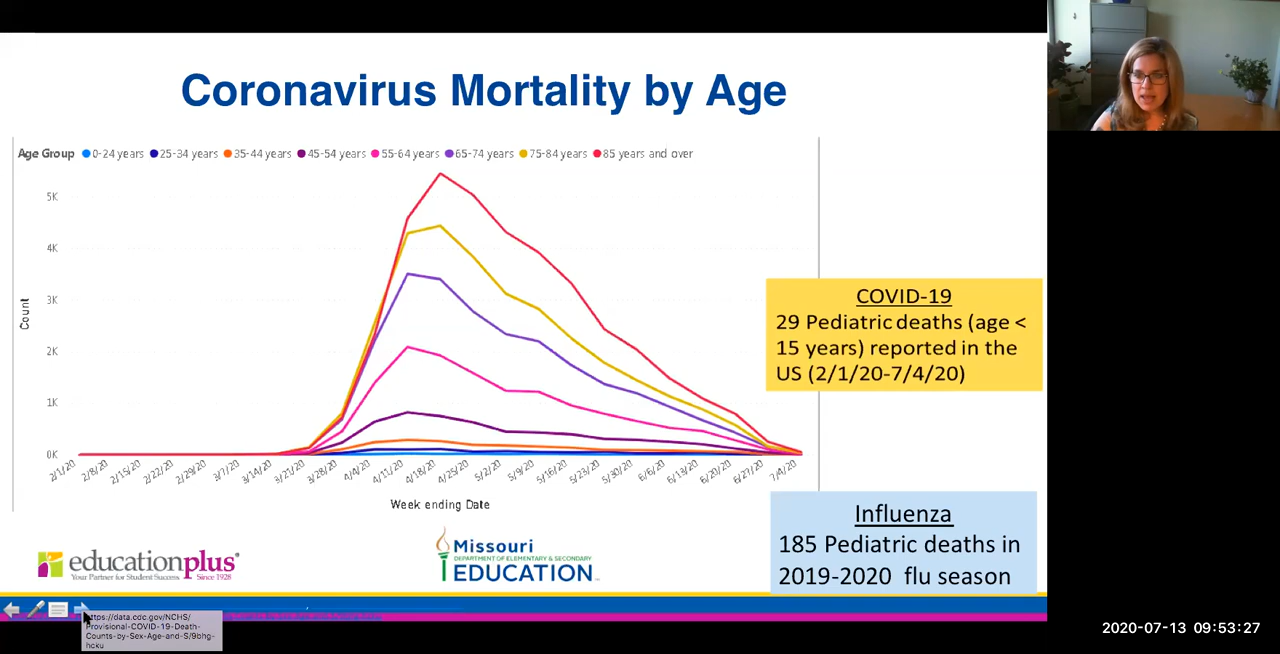 Coronavirus Mortality by Age
Age Group 0-24 years 25-34 years 35-44 years 45-54 years 55-64 years 65-74 years 75-84 years 85 years and over
5K
4K
3K
2K
1K
0K
Count
2/1/20 2/8/20 2/15/20 2/22/20 2/29/20 3/7/20 3/14/20 3/21/20 3/28/20 4/4/20 4/11/20 4/18/20 4/25/20 5/2/20 5/9/20 5/16/20 5/23/20 5/30/20 6/6/20 6/13/20 6/20/20 6/27/20 7/4/20
Week ending Date
COVID-19
29 Pediatric deaths (age <
15 years) reported in the
US (2/1/20-7/4/20)
Influenza
185 Pediatric deaths in
2019-2020 flu season
educationplus®
Your Partner for Student Success Since 1928
Missouri
DEPARTMENT OF ELEMENTARY & SECONDARY
EDUCATION
https://data.cdc.gov/NCHS/
Provisional-COVID-19-Death-
Counts-by-Sex-Age-and-S/9bhg-
hcku
2020-07-13 09:53:27